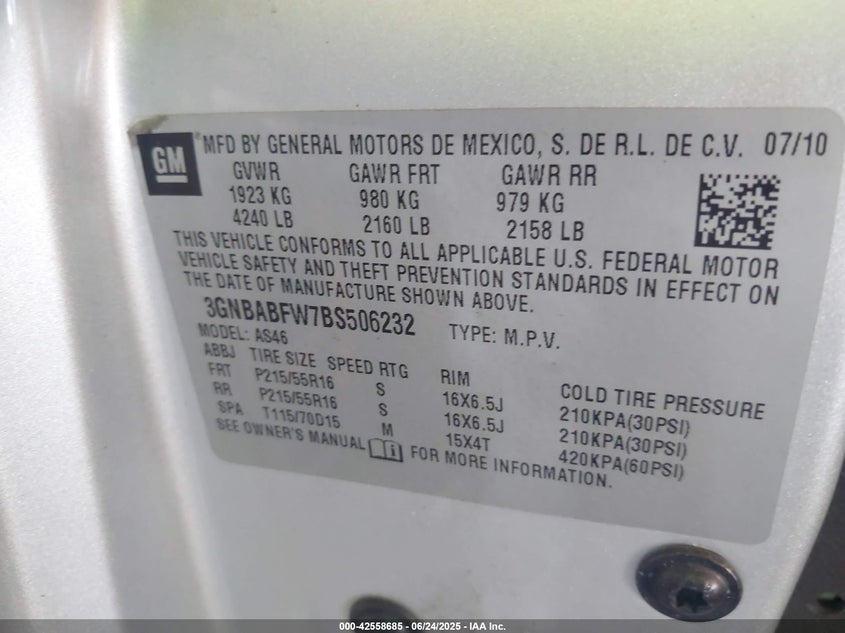 GM ® MFD BY GENERAL MOTORS DE MEXICO, S. DE R.L. DE C.V. 07/10
GVWR GAWR FRT GAWR RR
1923 KG 980 KG 979 KG
4240 LB 2160 LB 2158 LB
THIS VEHICLE CONFORMS TO ALL APPLICABLE U.S. FEDERAL MOTOR
VEHICLE SAFETY AND THEFT PREVENTION STANDARDS IN EFFECT ON
THE DATE OF MANUFACTURE SHOWN ABOVE.
3GNBABFW7BS506232 TYPE: M.P.V.
MODEL: AS46
ABBJ TIRE SIZE SPEED RTG RIM COLD TIRE PRESSURE
FRT P215/55R16 S 16X6.5J 210KPA(30PSI)
RR P215/55R16 S 16X6.5J 210KPA(30PSI)
SPA T115/70D15 M 15X4T 420KPA(60PSI)
SEE OWNER'S MANUAL FOR MORE INFORMATION.
000-42558685 - 06/24/2025 - IAA Inc.